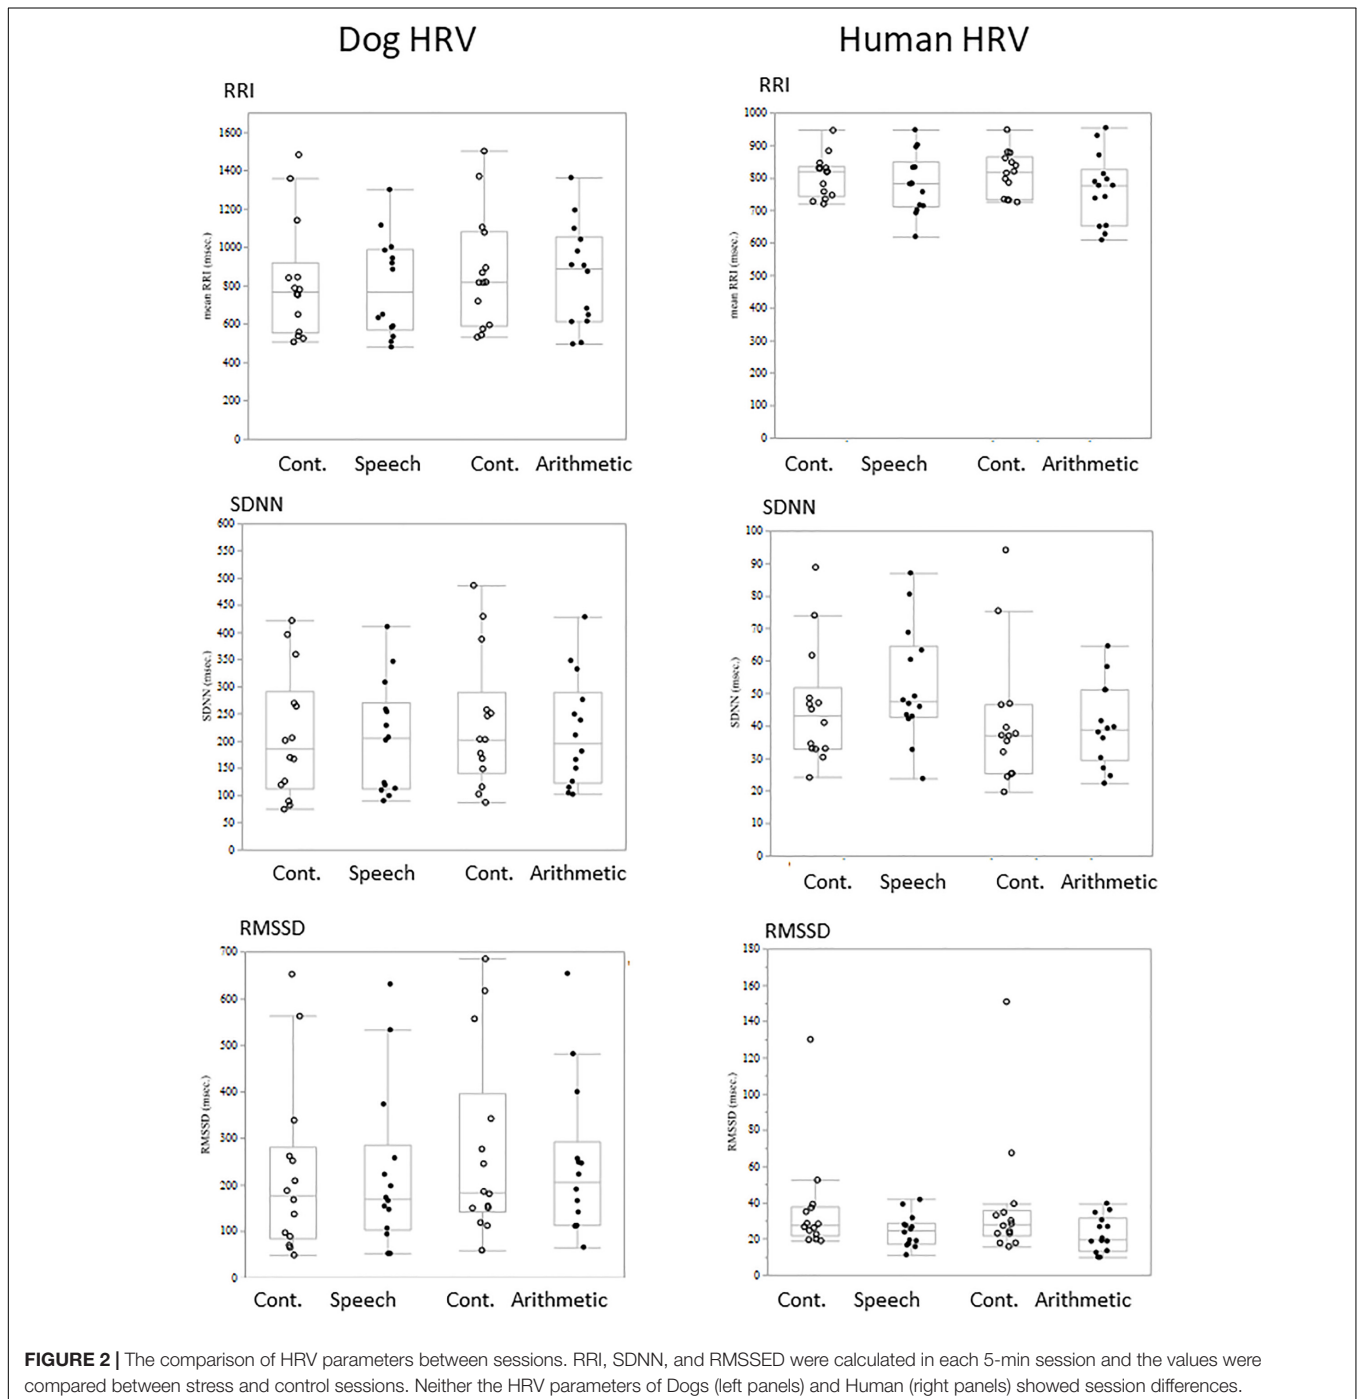 Dog HRV
Human HRV
RRI
mean RRI (msec.)
1600
1400
1200
1000
800
600
400
200
0
Cont. Speech Cont. Arithmetic
RRI
mean RRI (msec.)
1000
900
800
700
600
500
400
300
200
100
0
Cont. Speech Cont. Arithmetic
SDNN
SDNN (msec.)
600
550
500
450
400
350
300
250
200
150
100
50
0
Cont. Speech Cont. Arithmetic
SDNN
SDNN (msec.)
100
90
80
70
60
50
40
30
20
10
0
Cont. Speech Cont. Arithmetic
RMSSD
RMSSD (msec.)
700
600
500
400
300
200
100
0
Cont. Speech Cont. Arithmetic
RMSSD
RMSSD (msec.)
180
160
140
120
100
80
60
40
20
0
Cont. Speech Cont. Arithmetic
FIGURE 2 | The comparison of HRV parameters between sessions. RRI, SDNN, and RMSSED were calculated in each 5-min session and the values were
compared between stress and control sessions. Neither the HRV parameters of Dogs (left panels) and Human (right panels) showed session differences.